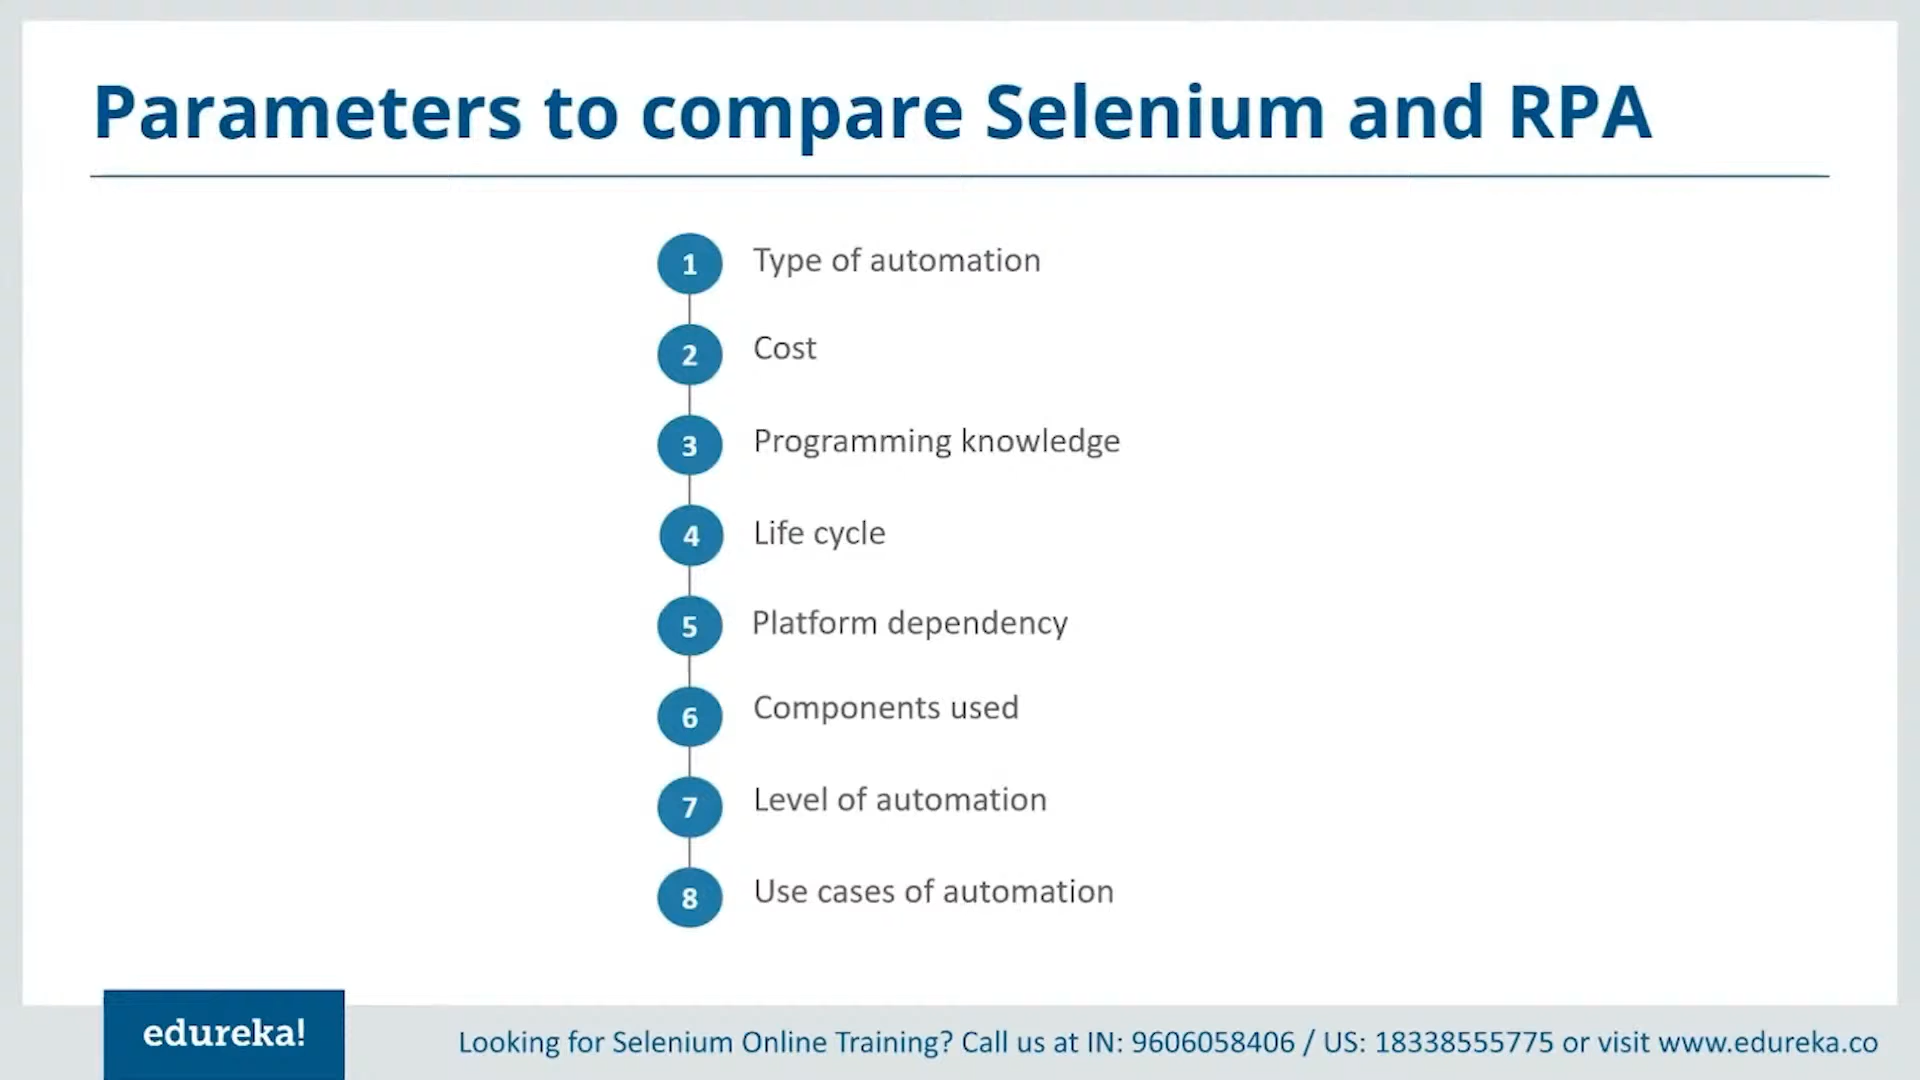 Parameters to compare Selenium and RPA
1 Type of automation
2 Cost
3 Programming knowledge
4 Life cycle
5 Platform dependency
6 Components used
7 Level of automation
8 Use cases of automation
edureka!
Looking for Selenium Online Training? Call us at IN: 9606058406 / US: 18338555775 or visit www.edureka.co